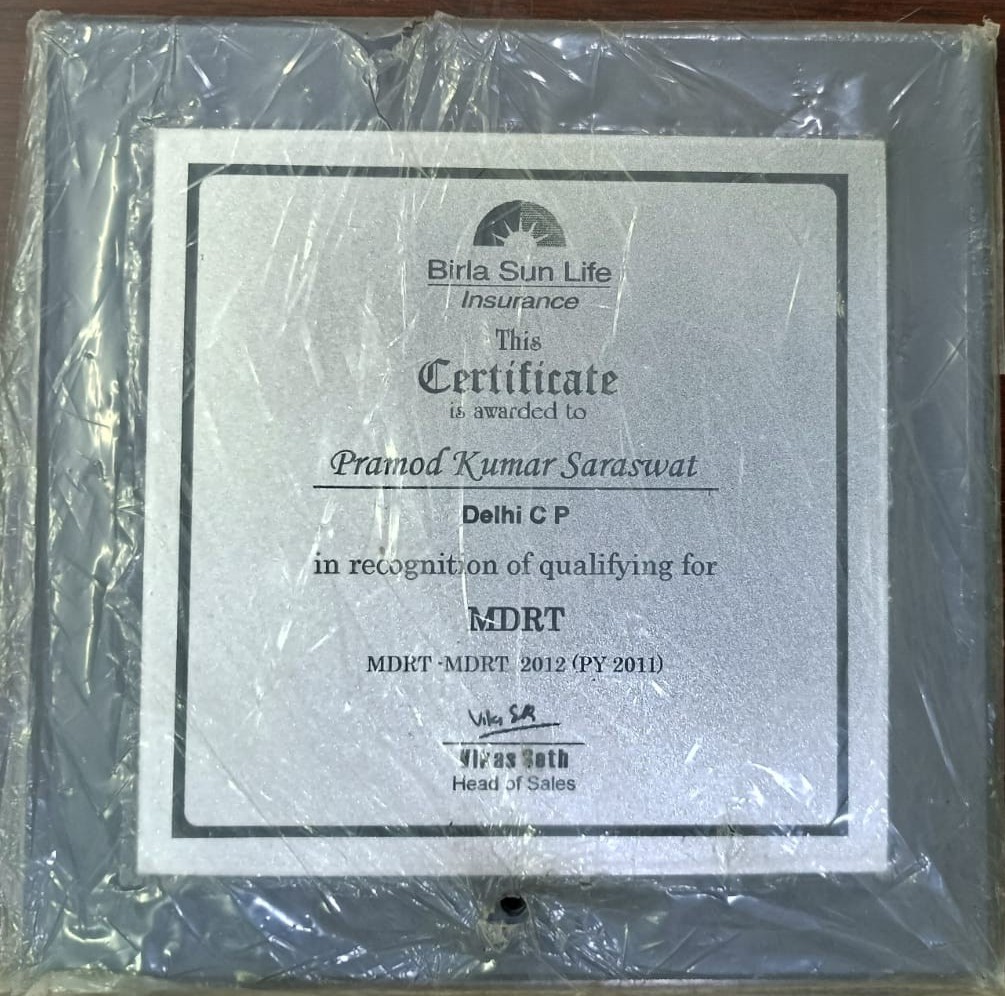 Birla Sun Life
Insurance
This
Certificate
is awarded to
Pramod Kumar Saraswat
Delhi C P
in recognition of qualifying for
MDRT
MDRT -MDRT 2012 (PY 2011)
Vikas Seth
Head of Sales